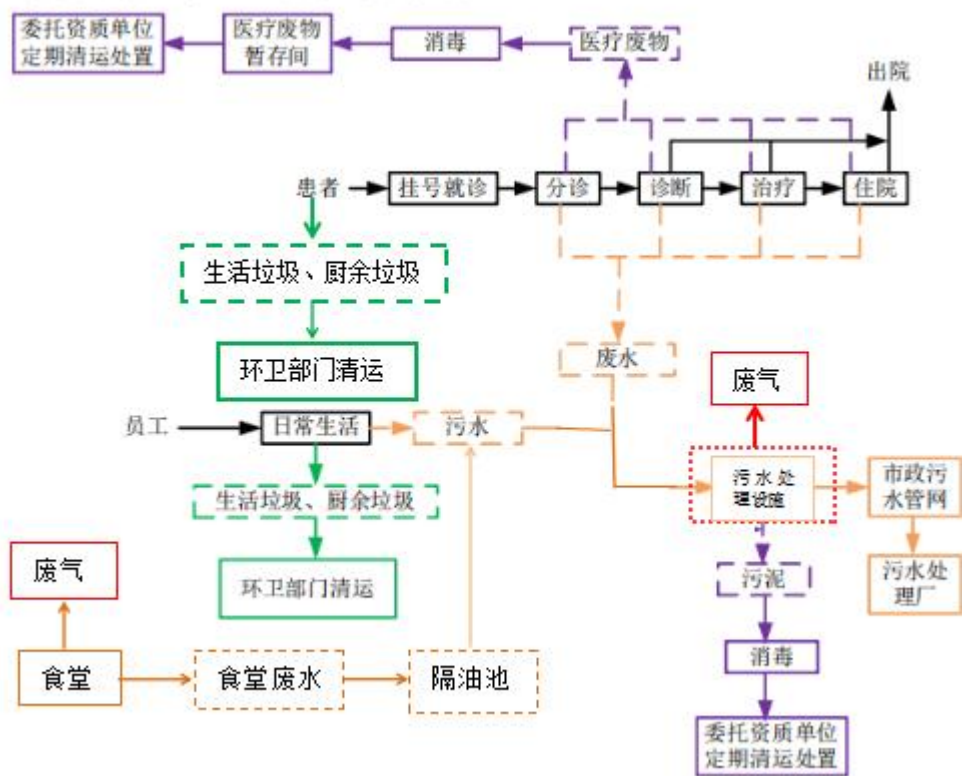 委托资质单位
定期清运处置
医疗废物
暂存间
消毒
医疗废物
出院
患者
挂号就诊
分诊
诊断
治疗
住院
生活垃圾、厨余垃圾
环卫部门清运
废水
废气
员工
日常生活
污水
污水处
理设施
市政污
水管网
生活垃圾、厨余垃圾
废气
环卫部门清运
污泥
污水处
理厂
食堂
食堂废水
隔油池
消毒
委托资质单位
定期清运处置